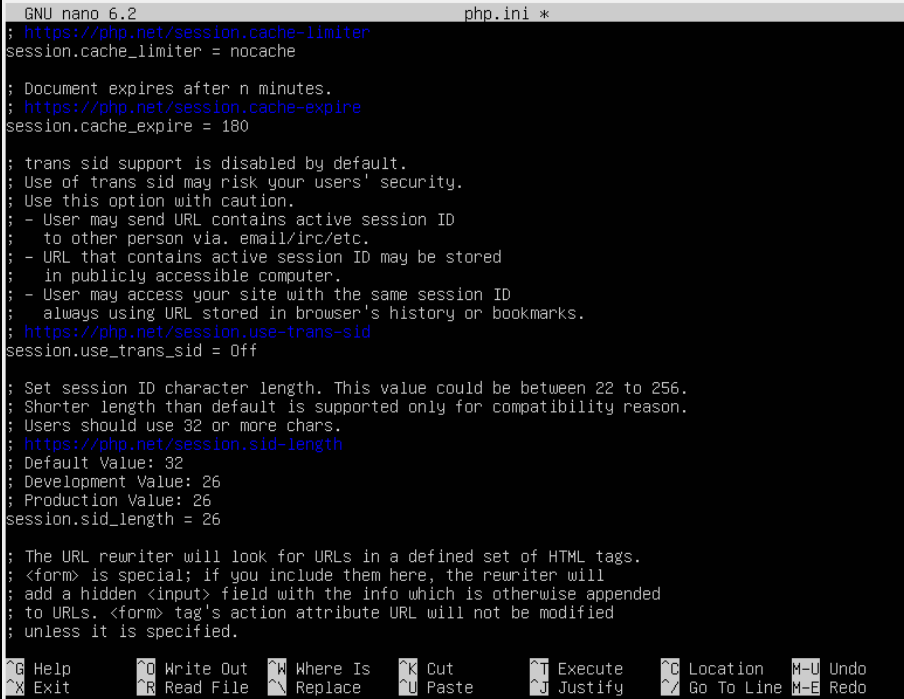 GNU nano 6.2 php.ini *
; https://php.net/session.cache-limiter
session.cache_limiter = nocache
; Document expires after n minutes.
; https://php.net/session.cache-expire
session.cache_expire = 180
; trans sid support is disabled by default.
; Use of trans sid may risk your users' security.
; Use this option with caution.
; - User may send URL contains active session ID
;   to other person via. email/irc/etc.
; - URL that contains active session ID may be stored
;   in publicly accessible computer.
; - User may access your site with the same session ID
;   always using URL stored in browser's history or bookmarks.
; https://php.net/session.use-trans-sid
session.use_trans_sid = Off
; Set session ID character length. This value could be between 22 to 256.
; Shorter length than default is supported only for compatibility reason.
; Users should use 32 or more chars.
; https://php.net/session.sid-length
; Default Value: 32
; Development Value: 26
; Production Value: 26
session.sid_length = 26
; The URL rewriter will look for URLs in a defined set of HTML tags.
; <form> is special; if you include them here, the rewriter will
; add a hidden <input> field with the info which is otherwise appended
; to URLs. <form> tag's action attribute URL will not be modified
; unless it is specified.
^G Help ^O Write Out ^W Where Is ^K Cut ^T Execute ^C Location M-U Undo
^X Exit ^R Read File ^\ Replace ^U Paste ^J Justify ^/ Go To Line M-E Redo